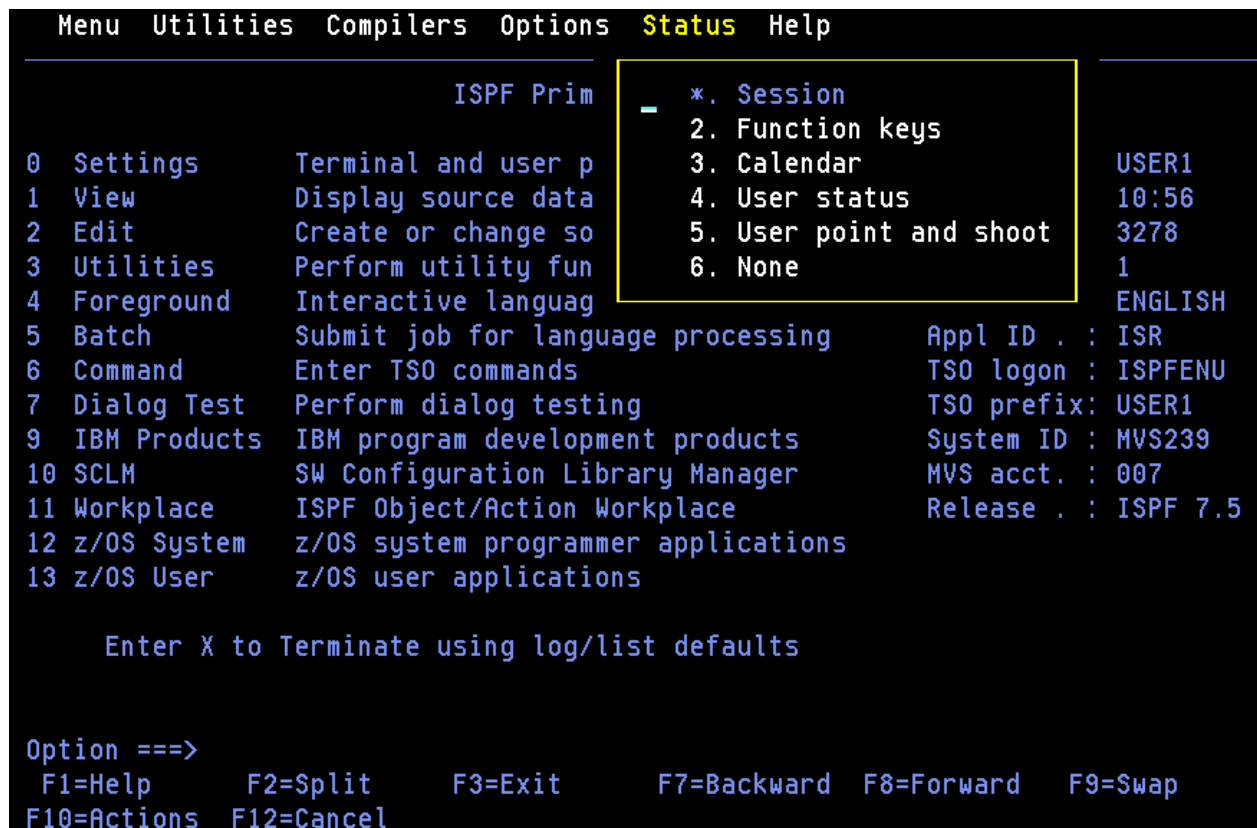 Menu  Utilities  Compilers  Options  Status  Help
ISPF Prim  *. Session
2. Function keys
0  Settings      Terminal and user p  3. Calendar  USER1
1  View          Display source data  4. User status  10:56
2  Edit          Create or change so  5. User point and shoot  3278
3  Utilities     Perform utility fun  6. None  1
4  Foreground    Interactive languag  ENGLISH
5  Batch         Submit job for language processing      Appl ID . : ISR
6  Command       Enter TSO commands                      TSO logon : ISPFENU
7  Dialog Test   Perform dialog testing                  TSO prefix: USER1
9  IBM Products  IBM program development products        System ID : MVS239
10 SCLM          SW Configuration Library Manager        MVS acct. : 007
11 Workplace     ISPF Object/Action Workplace            Release . : ISPF 7.5
12 z/OS System   z/OS system programmer applications
13 z/OS User     z/OS user applications
Enter X to Terminate using log/list defaults
Option ===>
F1=Help      F2=Split     F3=Exit      F7=Backward  F8=Forward   F9=Swap
F10=Actions  F12=Cancel